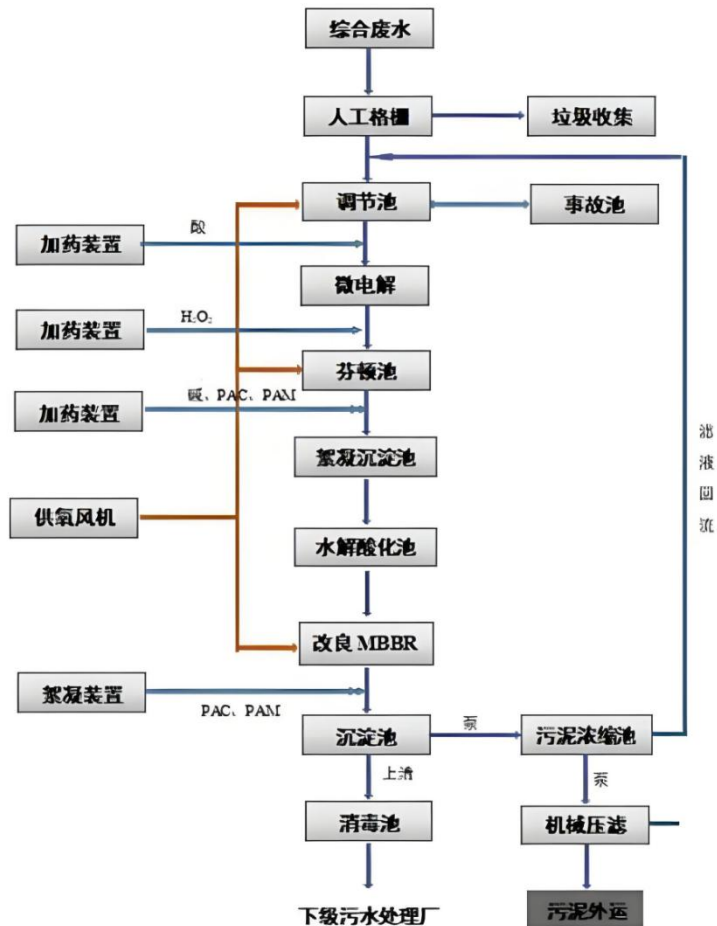 综合废水
人工格栅
垃圾收集
调节池
事故池
加药装置
酸
微电解
加药装置
H₂O₂
芬顿池
加药装置
碱、PAC、PAM
絮凝沉淀池
滤液回流
供氧风机
水解酸化池
改良 MBBR
絮凝装置
PAC、PAM
沉淀池
泵
污泥浓缩池
上清
泵
消毒池
机械压滤
下级污水处理厂
污泥外运